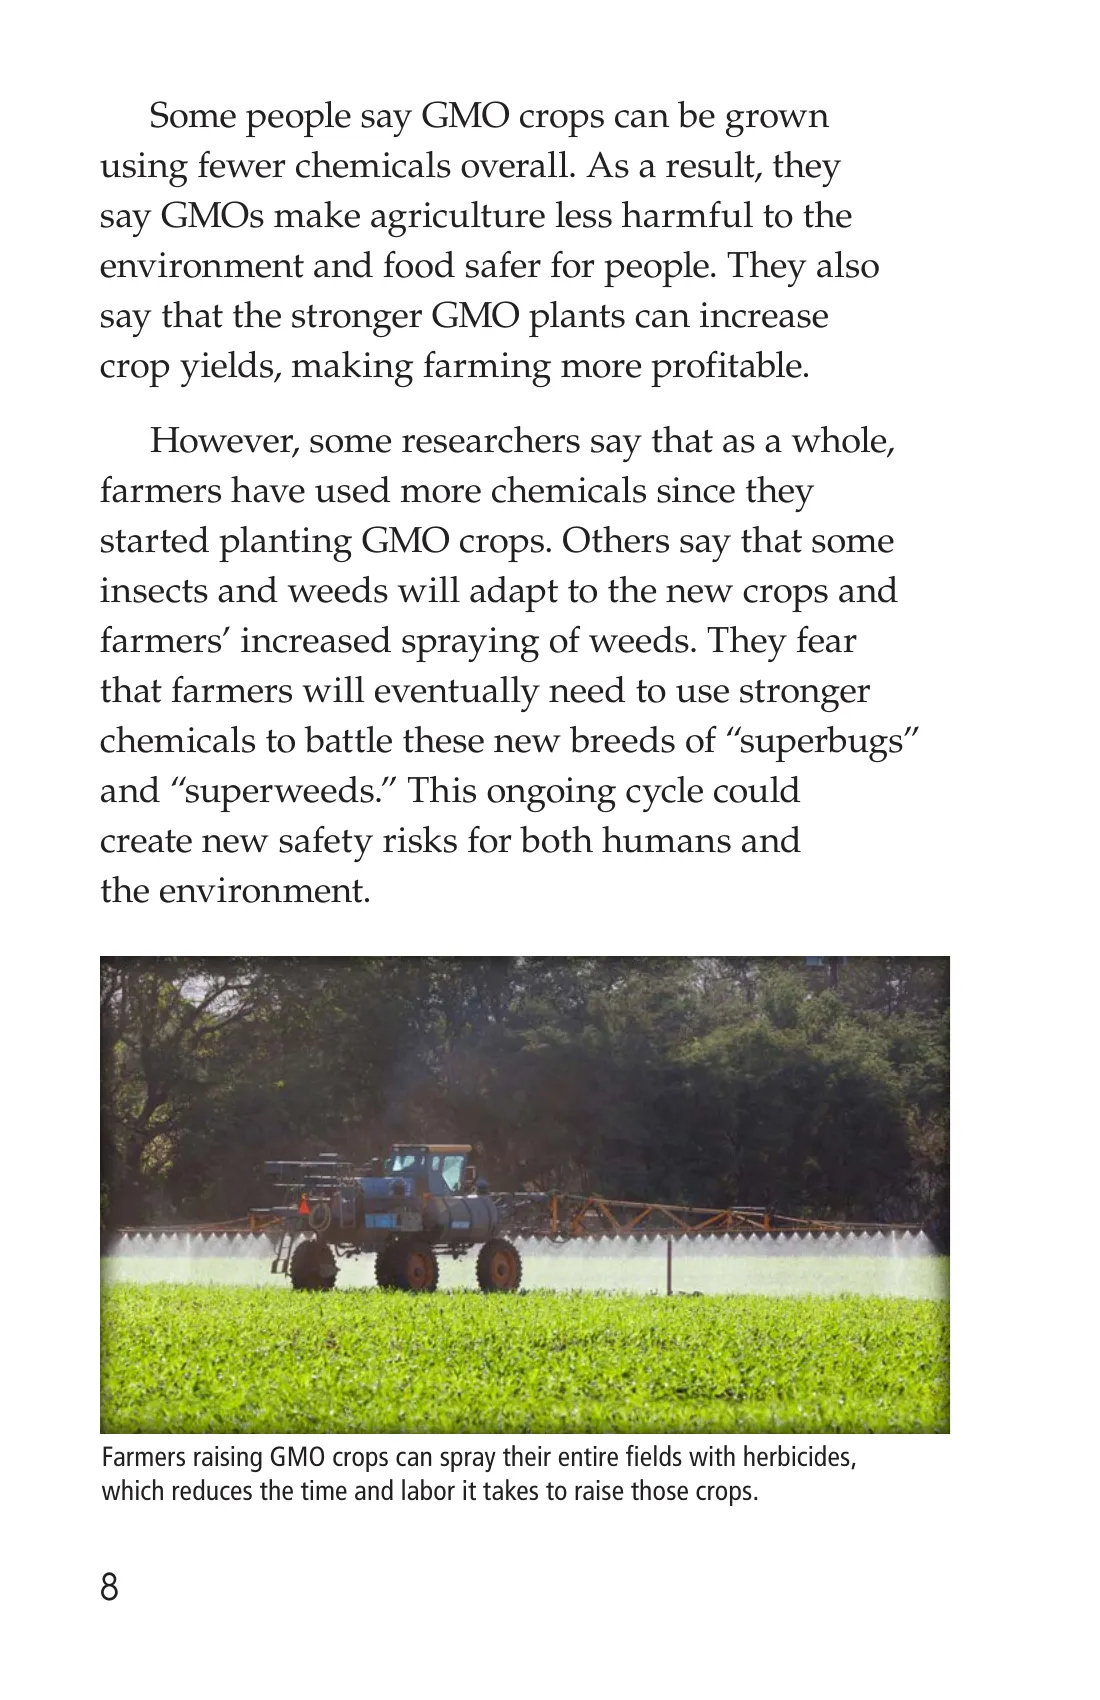 Some people say GMO crops can be grown
using fewer chemicals overall. As a result, they
say GMOs make agriculture less harmful to the
environment and food safer for people. They also
say that the stronger GMO plants can increase
crop yields, making farming more profitable.
However, some researchers say that as a whole,
farmers have used more chemicals since they
started planting GMO crops. Others say that some
insects and weeds will adapt to the new crops and
farmers’ increased spraying of weeds. They fear
that farmers will eventually need to use stronger
chemicals to battle these new breeds of “superbugs”
and “superweeds.” This ongoing cycle could
create new safety risks for both humans and
the environment.
Farmers raising GMO crops can spray their entire fields with herbicides,
which reduces the time and labor it takes to raise those crops.
8